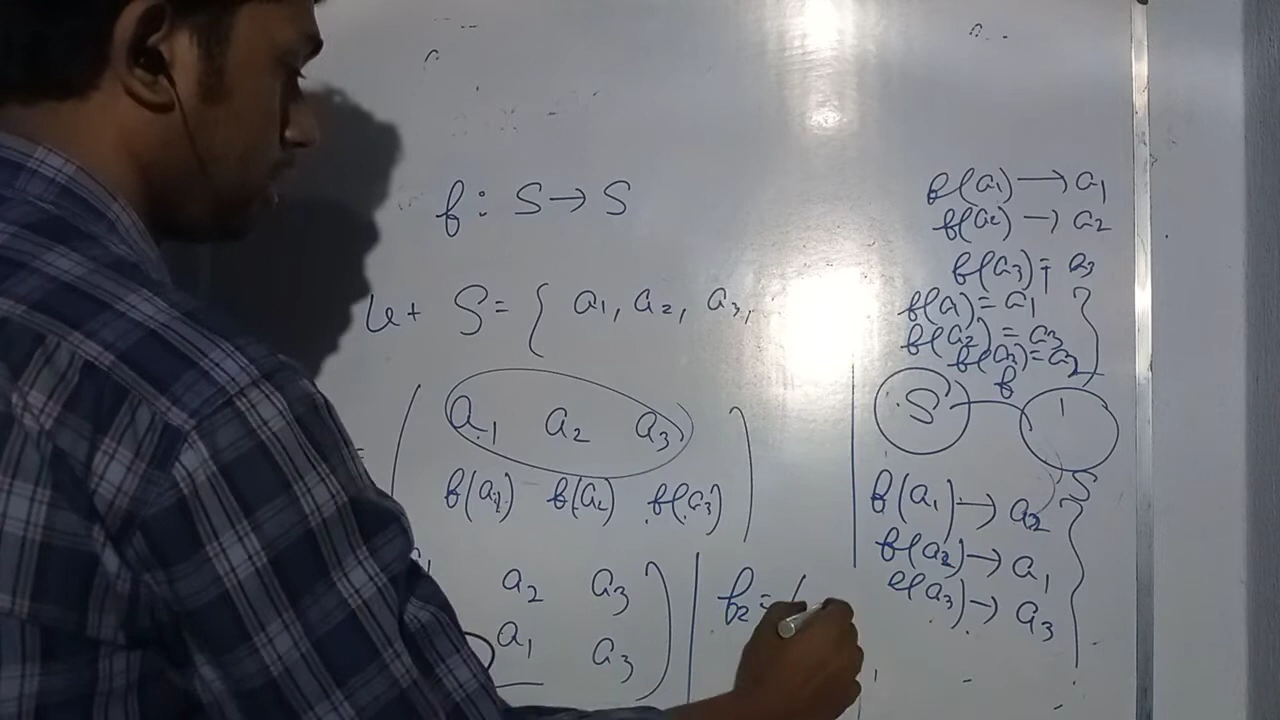 f : S → S
Let S = { a1, a2, a3,
( a1 a2 a3 )
f(a1) f(a2) f(a3)
a2 a3 )
a1 a3
f2 = (
f(a1) → a1
f(a2) → a2
f(a3) = a3
f(a1) = a1 }
f(a2) = a3
f(a3) = a2
f
S
S
f(a1) → a2 }
f(a2) → a1
f(a3) → a3